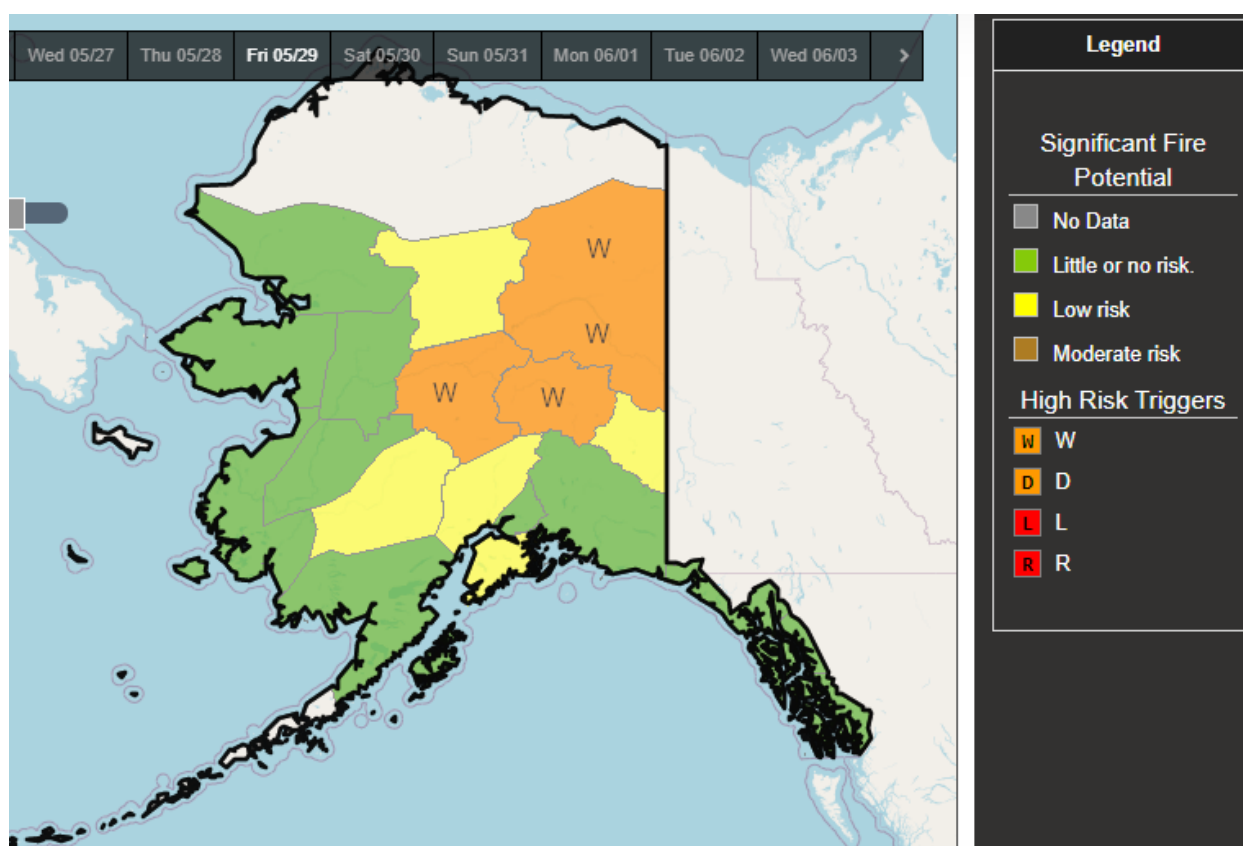 Wed 05/27 Thu 05/28 Fri 05/29 Sat 05/30 Sun 05/31 Mon 06/01 Tue 06/02 Wed 06/03 >
W
W
W
W
Legend
Significant Fire
Potential
No Data
Little or no risk.
Low risk
Moderate risk
High Risk Triggers
W W
D D
L L
R R